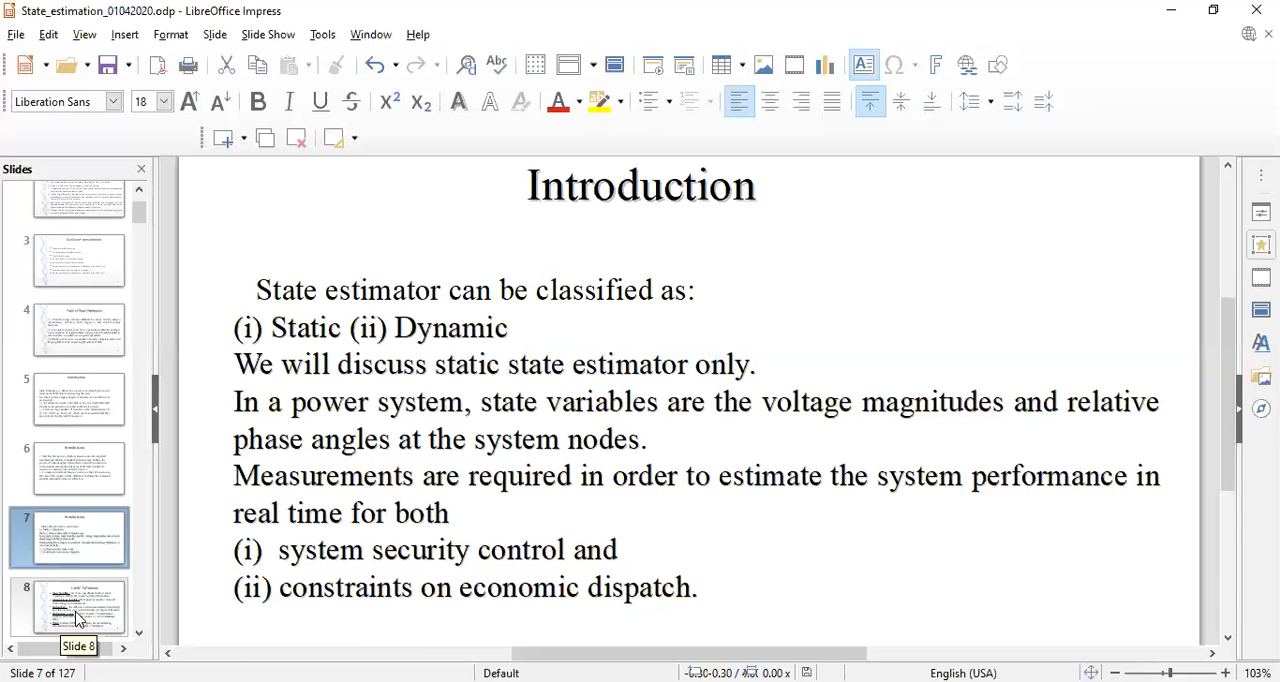 State_estimation_01042020.odp - LibreOffice Impress
File Edit View Insert Format Slide Slide Show Tools Window Help
Liberation Sans 18
Slides
3
4
5
6
7
8
Slide 8
Introduction
State estimator can be classified as:
(i) Static (ii) Dynamic
We will discuss static state estimator only.
In a power system, state variables are the voltage magnitudes and relative
phase angles at the system nodes.
Measurements are required in order to estimate the system performance in
real time for both
(i) system security control and
(ii) constraints on economic dispatch.
Slide 7 of 127 Default 0.00 x English (USA) 103%